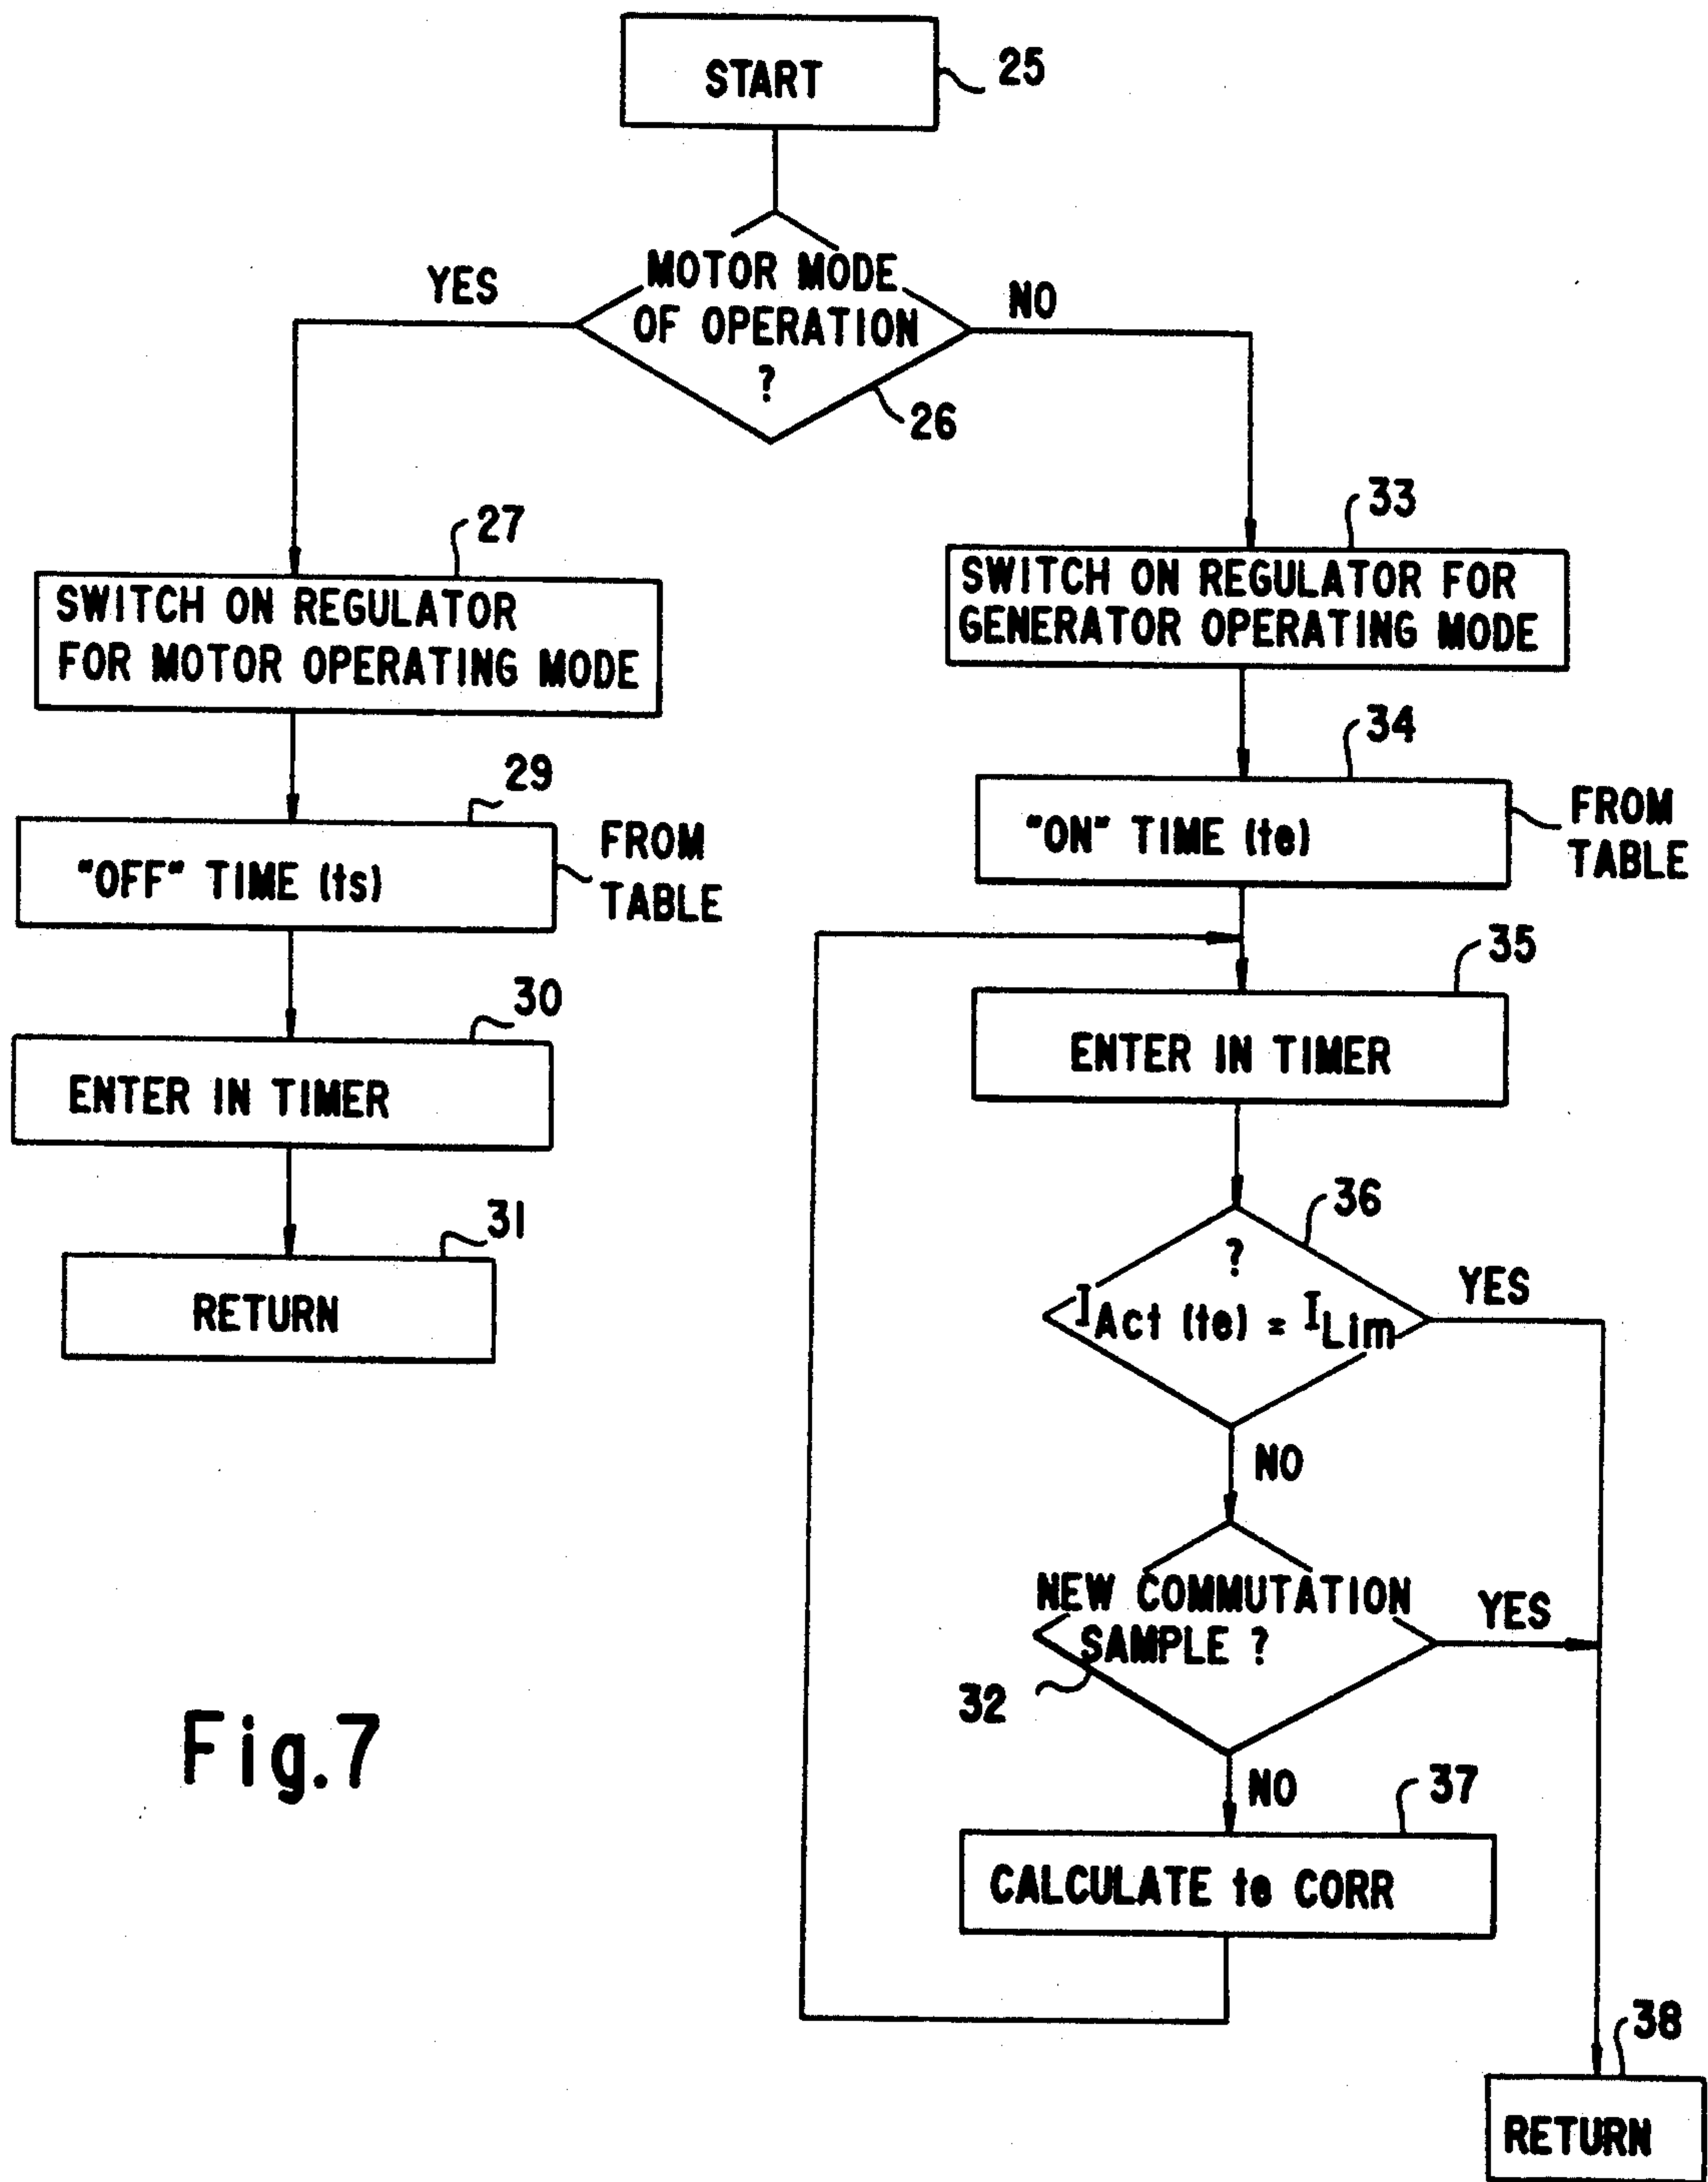 START
25
MOTOR MODE
OF OPERATION
?
YES
NO
26
27
SWITCH ON REGULATOR
FOR MOTOR OPERATING MODE
29
"OFF" TIME (ts)
FROM
TABLE
30
ENTER IN TIMER
31
RETURN
33
SWITCH ON REGULATOR FOR
GENERATOR OPERATING MODE
34
"ON" TIME (te)
FROM
TABLE
35
ENTER IN TIMER
36
?
IAct (te) = ILim
YES
NO
NEW COMMUTATION
SAMPLE ?
YES
32
NO
37
CALCULATE te CORR
38
RETURN
Fig.7